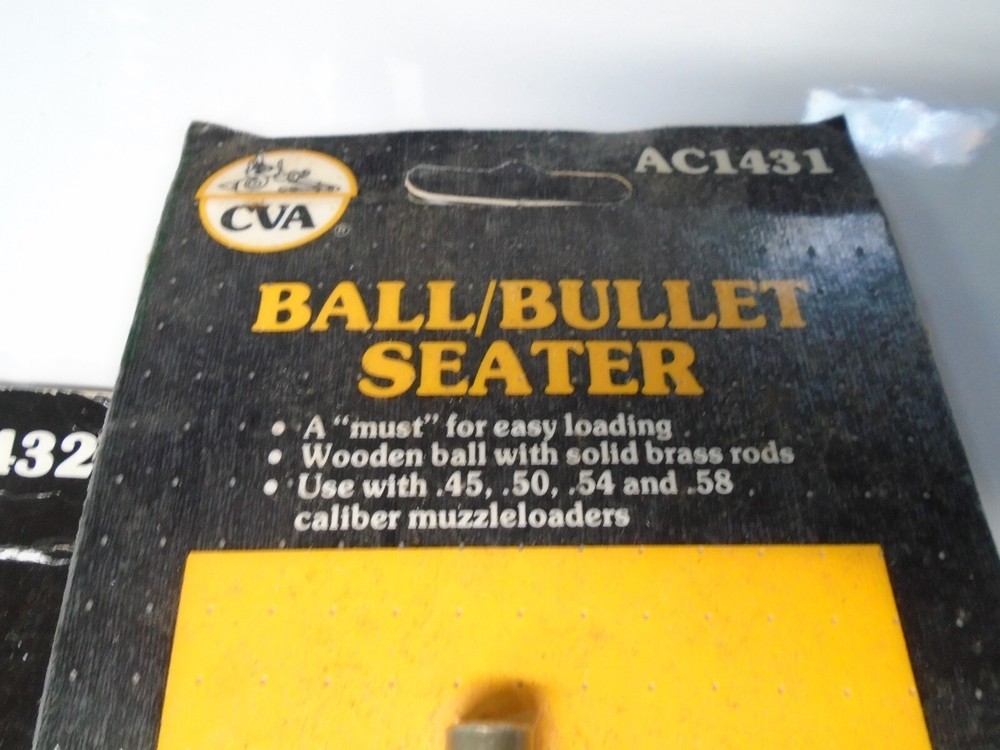 CVA
®
AC1431
BALL/BULLET
SEATER
• A "must" for easy loading
• Wooden ball with solid brass rods
• Use with .45, .50, .54 and .58
caliber muzzleloaders
432